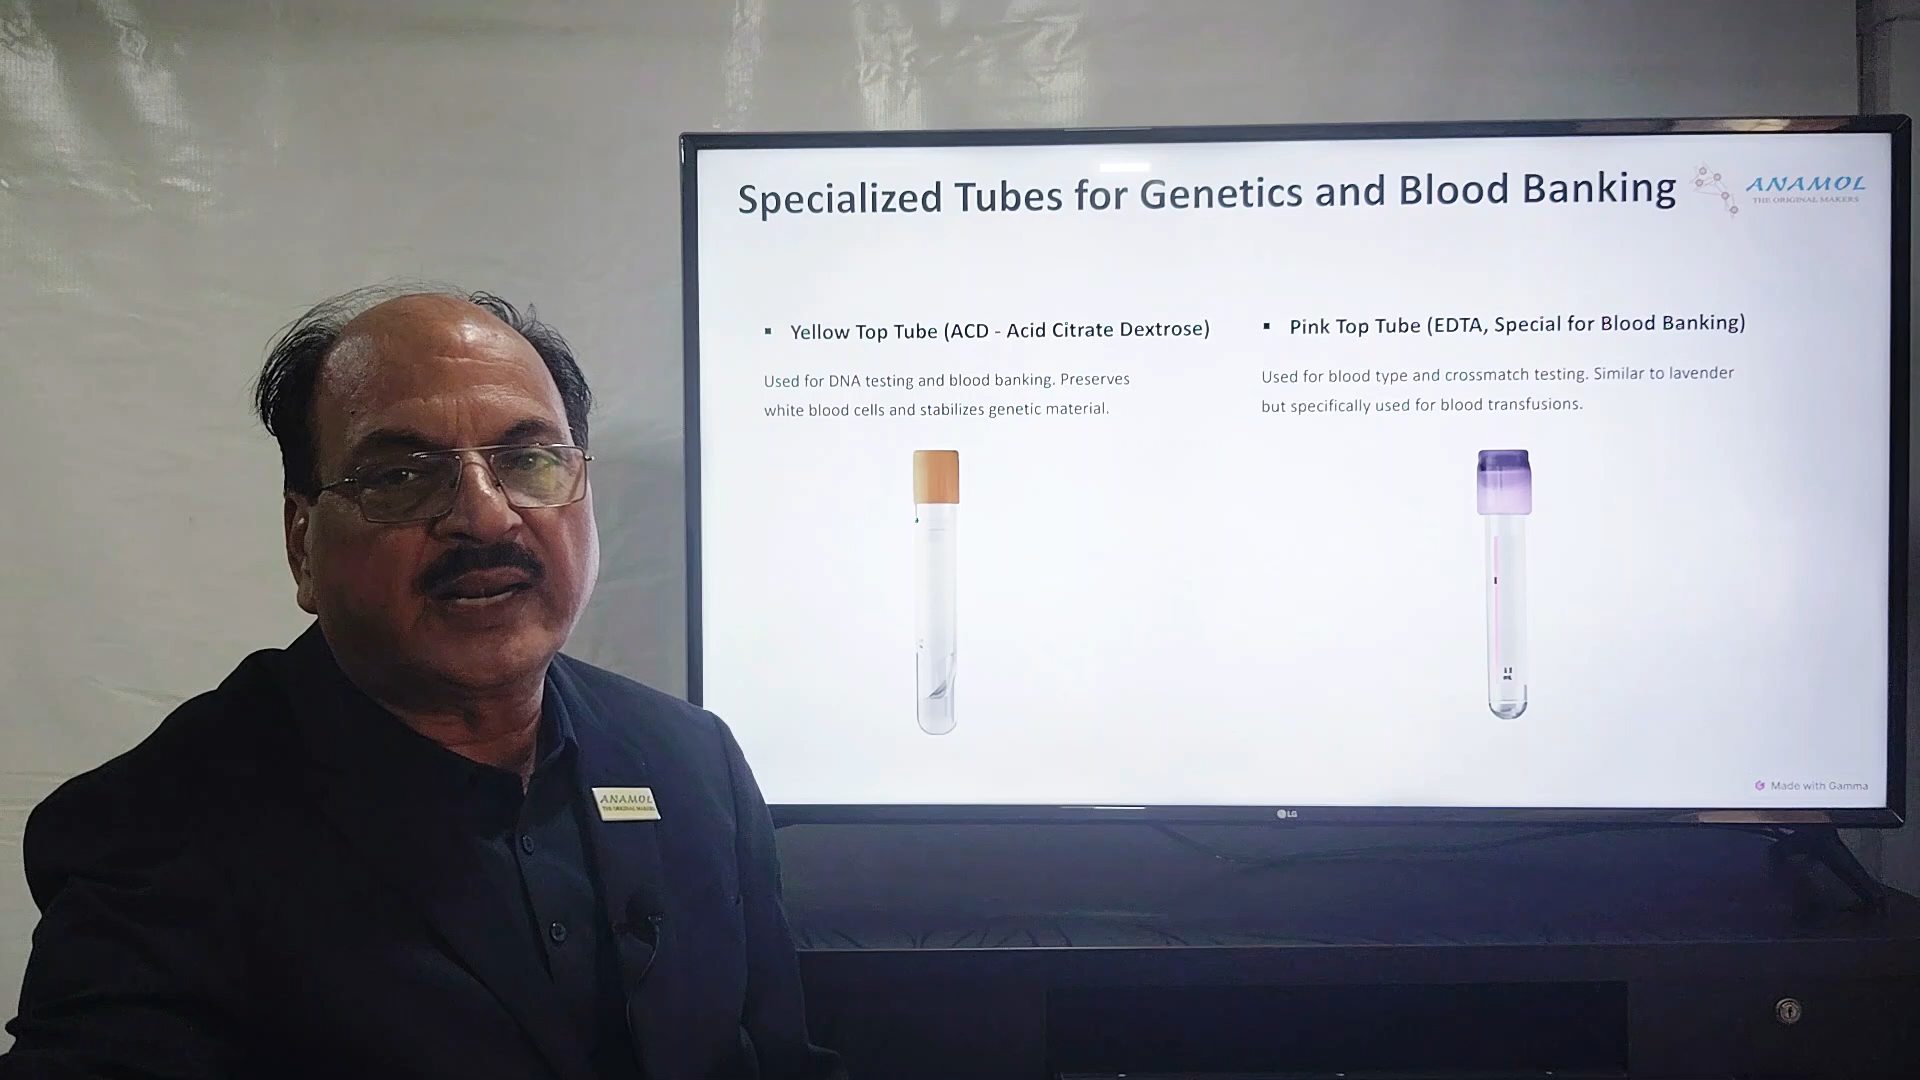 Specialized Tubes for Genetics and Blood Banking
ANAMOL
THE ORIGINAL MAKERS
▪ Yellow Top Tube (ACD - Acid Citrate Dextrose)
Used for DNA testing and blood banking. Preserves
white blood cells and stabilizes genetic material.
▪ Pink Top Tube (EDTA, Special for Blood Banking)
Used for blood type and crossmatch testing. Similar to lavender
but specifically used for blood transfusions.
Made with Gamma
LG
ANAMOL
THE ORIGINAL MAKERS